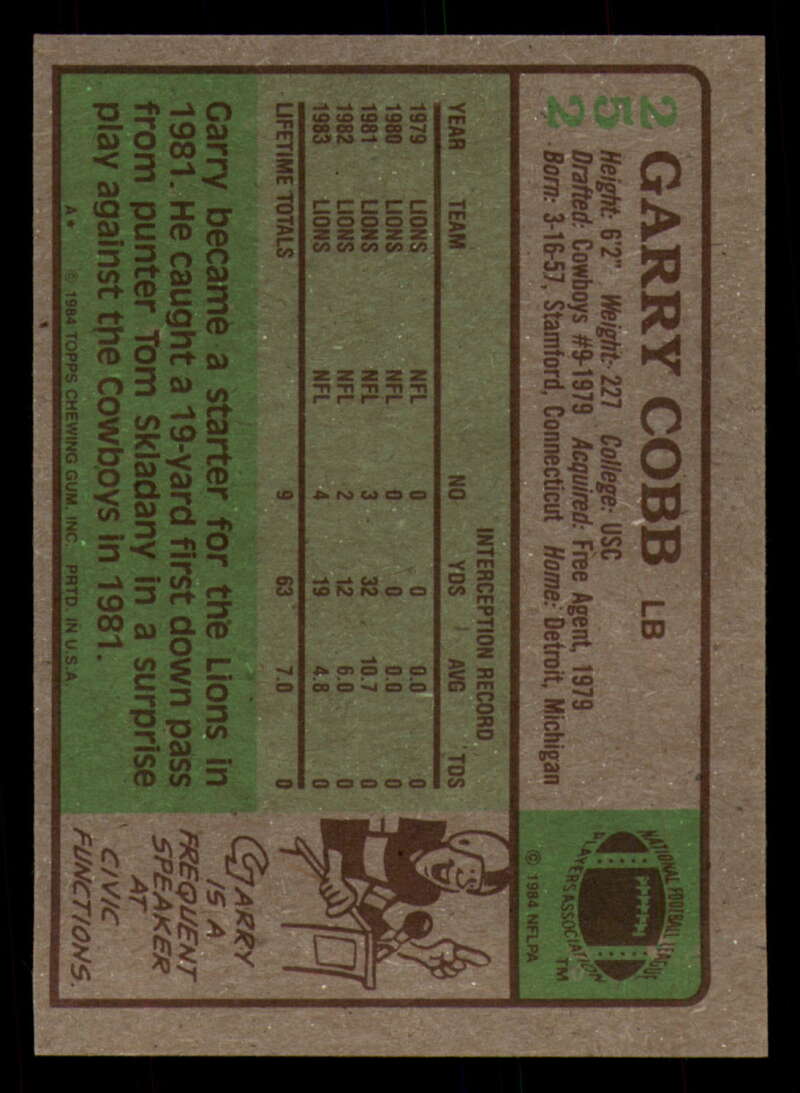 252
GARRY COBB LB
Height: 6'2" Weight: 227 College: USC
Drafted: Cowboys #9-1979 Acquired: Free Agent, 1979
Born: 3-16-57, Stamford, Connecticut Home: Detroit, Michigan
NATIONAL FOOTBALL LEAGUE
PLAYERS ASSOCIATION
TM
NFLPA
© 1984 NFLPA
INTERCEPTION RECORD
YEAR TEAM NO YDS AVG TDS
1979 LIONS NFL 0 0 0.0 0
1980 LIONS NFL 0 0 0.0 0
1981 LIONS NFL 3 32 10.7 0
1982 LIONS NFL 2 12 6.0 0
1983 LIONS NFL 4 19 4.8 0
LIFETIME TOTALS 9 63 7.0 0
Garry became a starter for the Lions in
1981. He caught a 19-yard first down pass
from punter Tom Skladany in a surprise
play against the Cowboys in 1981.
A* © 1984 TOPPS CHEWING GUM, INC. PRTD. IN U.S.A.
GARRY
IS A
FREQUENT
SPEAKER
AT
CIVIC
FUNCTIONS.